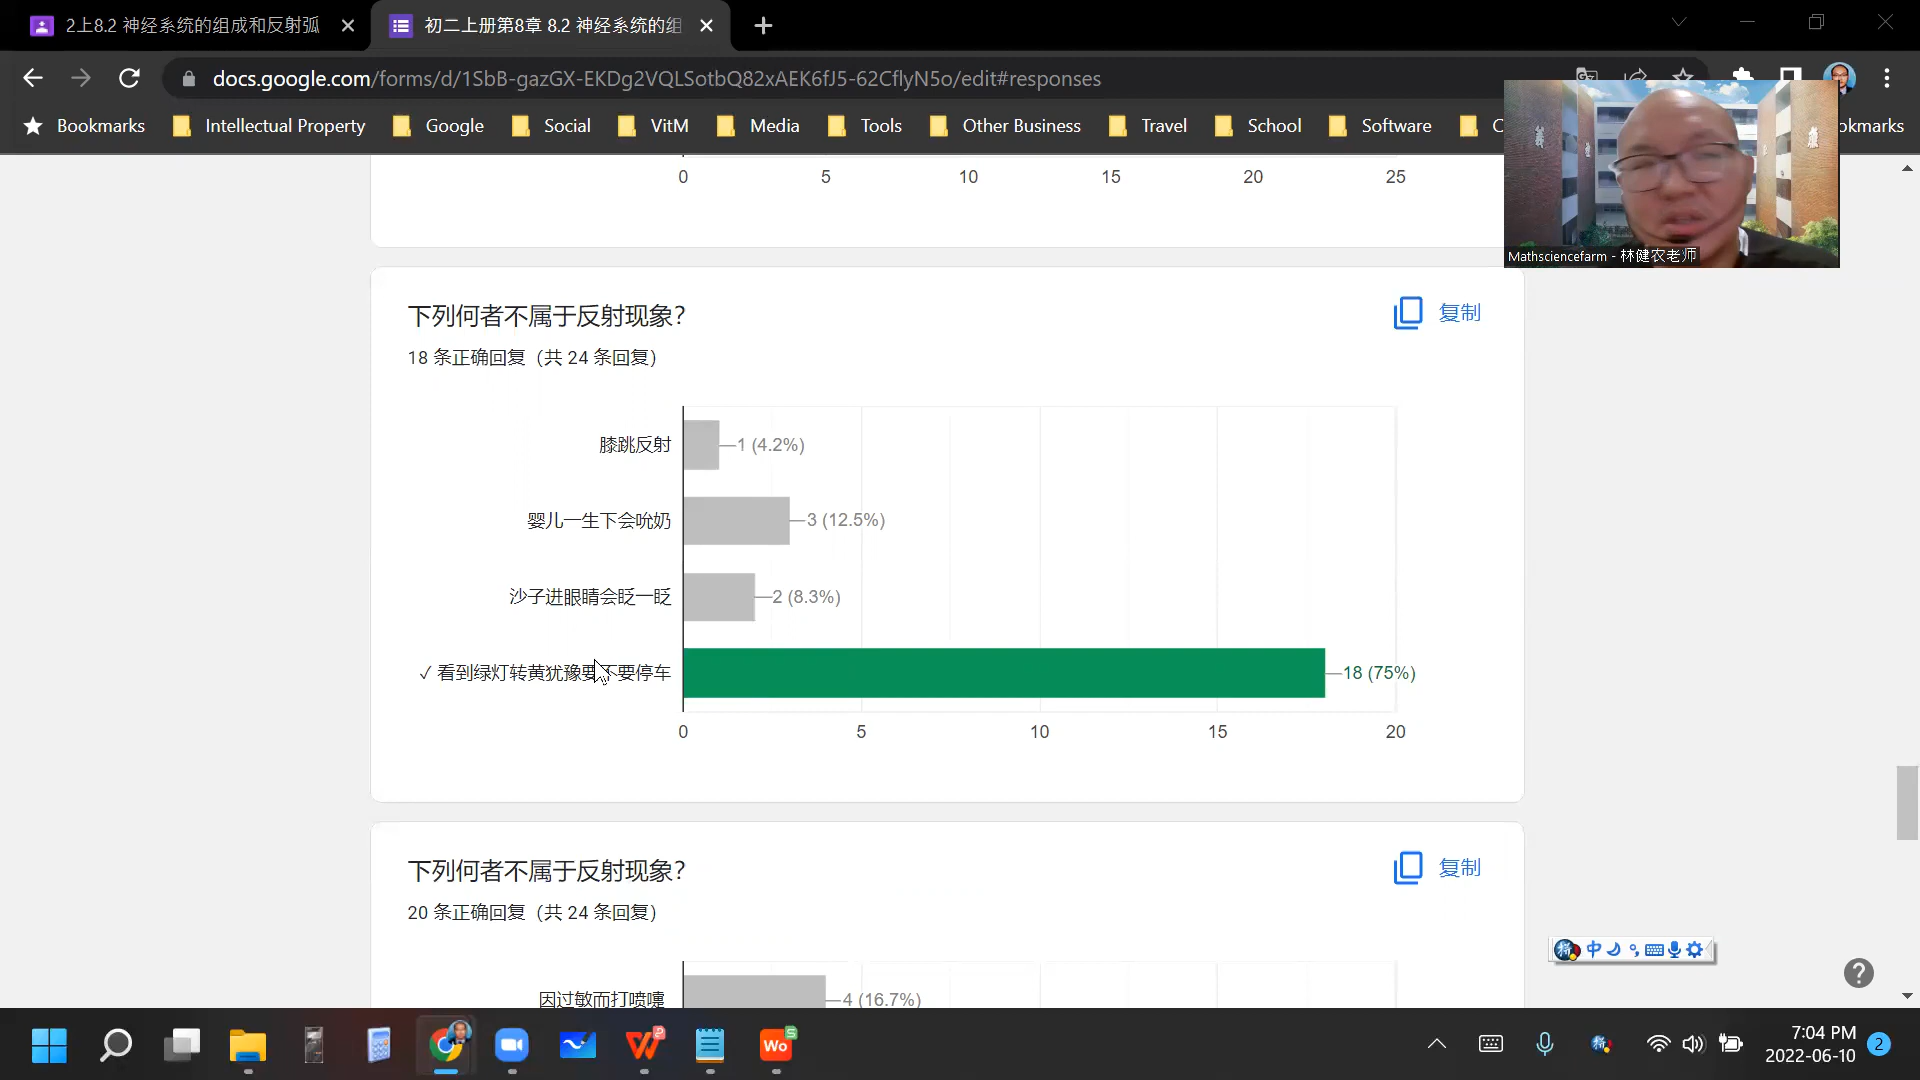 2上8.2 神经系统的组成和反射弧
初二上册第8章 8.2 神经系统的组
docs.google.com/forms/d/1SbB-gazGX-EKDg2VQLSotbQ82xAEK6fJ5-62CflyN5o/edit#responses
Bookmarks
Intellectual Property
Google
Social
VitM
Media
Tools
Other Business
Travel
School
Software
okmarks
Mathsciencefarm - 林健农老师
0 5 10 15 20 25
下列何者不属于反射现象?
复制
18 条正确回复（共 24 条回复）
膝跳反射
1 (4.2%)
婴儿一生下会吮奶
3 (12.5%)
沙子进眼睛会眨一眨
2 (8.3%)
✓ 看到绿灯转黄犹豫要不要停车
18 (75%)
0 5 10 15 20
下列何者不属于反射现象?
复制
20 条正确回复（共 24 条回复）
因过敏而打喷嚏
4 (16.7%)
中
Wo
7:04 PM
2022-06-10
2